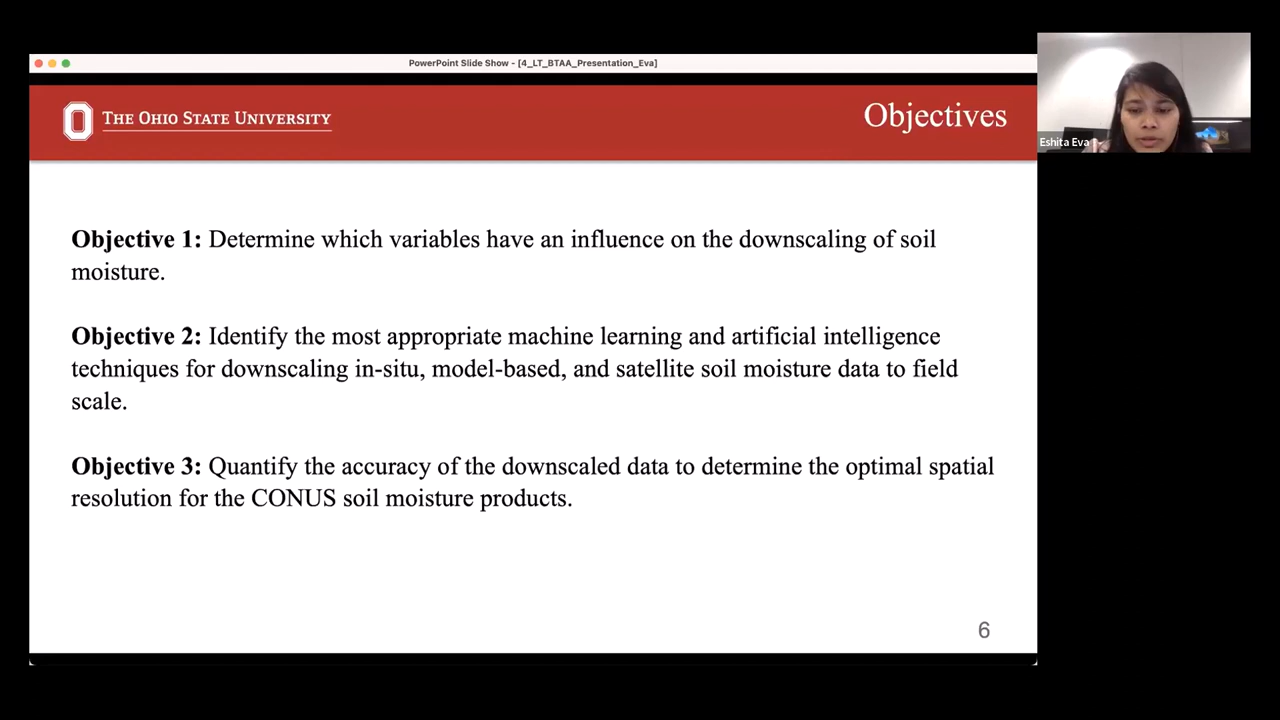 PowerPoint Slide Show - [4_LT_BTAA_Presentation_Eva]
THE OHIO STATE UNIVERSITY
Objectives
Eshita Eva
Objective 1: Determine which variables have an influence on the downscaling of soil
moisture.
Objective 2: Identify the most appropriate machine learning and artificial intelligence
techniques for downscaling in-situ, model-based, and satellite soil moisture data to field
scale.
Objective 3: Quantify the accuracy of the downscaled data to determine the optimal spatial
resolution for the CONUS soil moisture products.
6